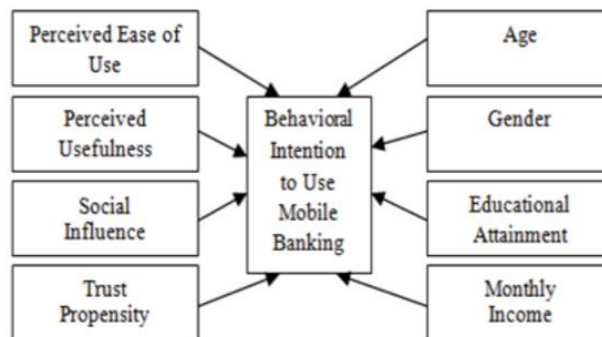 Perceived Ease of
Use
Perceived
Usefulness
Social
Influence
Trust
Propensity
Behavioral
Intention
to Use
Mobile
Banking
Age
Gender
Educational
Attainment
Monthly
Income